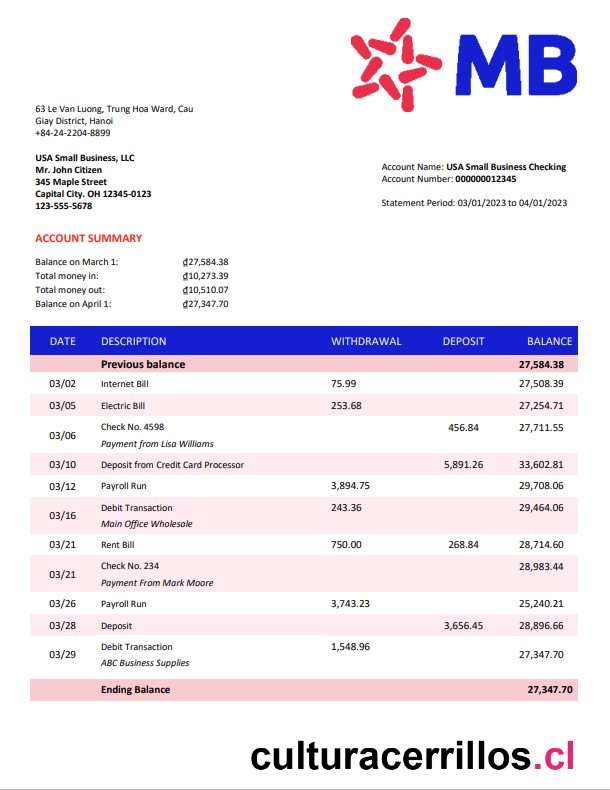 MB
63 Le Van Luong, Trung Hoa Ward, Cau
Giay District, Hanoi
+84-24-2204-8899
USA Small Business, LLC
Mr. John Citizen
345 Maple Street
Capital City. OH 12345-0123
123-555-5678
Account Name: USA Small Business Checking
Account Number: 000000012345
Statement Period: 03/01/2023 to 04/01/2023
ACCOUNT SUMMARY
Balance on March 1: ₫27,584.38
Total money in: ₫10,273.39
Total money out: ₫10,510.07
Balance on April 1: ₫27,347.70
DATE DESCRIPTION WITHDRAWAL DEPOSIT BALANCE
Previous balance 27,584.38
03/02 Internet Bill 75.99 27,508.39
03/05 Electric Bill 253.68 27,254.71
03/06 Check No. 4598 456.84 27,711.55
Payment from Lisa Williams
03/10 Deposit from Credit Card Processor 5,891.26 33,602.81
03/12 Payroll Run 3,894.75 29,708.06
03/16 Debit Transaction 243.36 29,464.06
Main Office Wholesale
03/21 Rent Bill 750.00 268.84 28,714.60
03/21 Check No. 234 28,983.44
Payment From Mark Moore
03/26 Payroll Run 3,743.23 25,240.21
03/28 Deposit 3,656.45 28,896.66
03/29 Debit Transaction 1,548.96 27,347.70
ABC Business Supplies
Ending Balance 27,347.70
culturacerrillos.cl